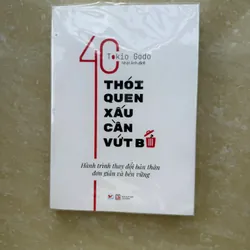 40
Tokio Godo
THÓI
QUEN
XẤU
CẦN
VỨT BỎ
Hành trình thay đổi bản thân
đơn giản và bền vững